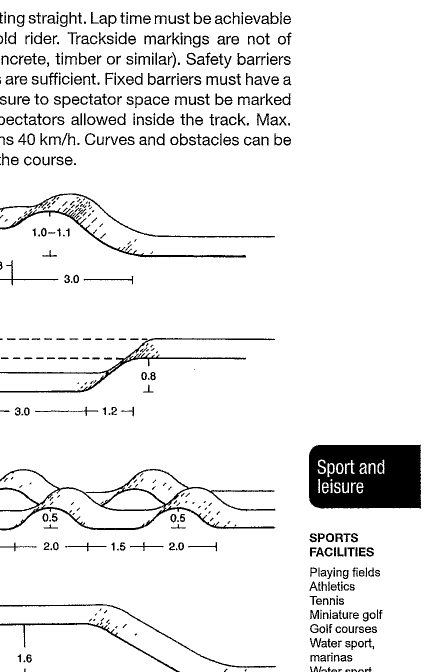 ting straight. Lap time must be achievable
old rider. Trackside markings are not of
ncrete, timber or similar). Safety barriers
s are sufficient. Fixed barriers must have a
sure to spectator space must be marked
pectators allowed inside the track. Max.
ns 40 km/h. Curves and obstacles can be
the course.
1.0–1.1
3.0
0.8
3.0
1.2
0.5
0.5
2.0
1.5
2.0
1.6
Sport and
leisure
SPORTS
FACILITIES
Playing fields
Athletics
Tennis
Miniature golf
Golf courses
Water sport,
marinas
Water sport,